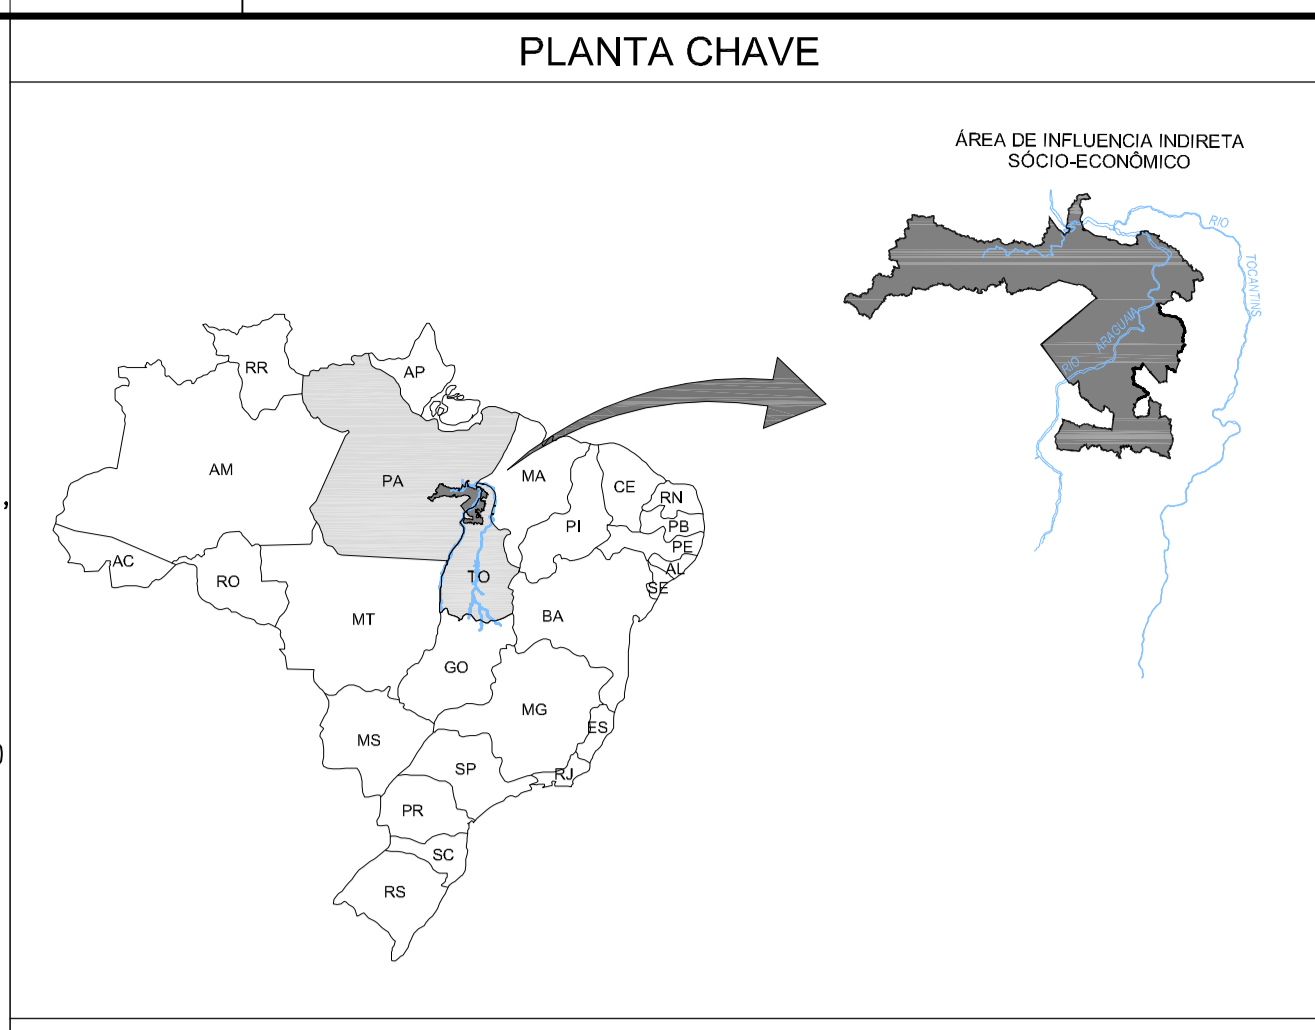 PLANTA CHAVE
ÁREA DE INFLUENCIA INDIRETA
SÓCIO-ECONÔMICO
RIO
TOCANTINS
RIO ARAGUAIA
RR
AP
AM
PA
MA
CE
RN
PI
PB
PE
AC
RO
TO
AL
SE
MT
BA
GO
MG
ES
MS
SP
RJ
PR
SC
RS
,
)